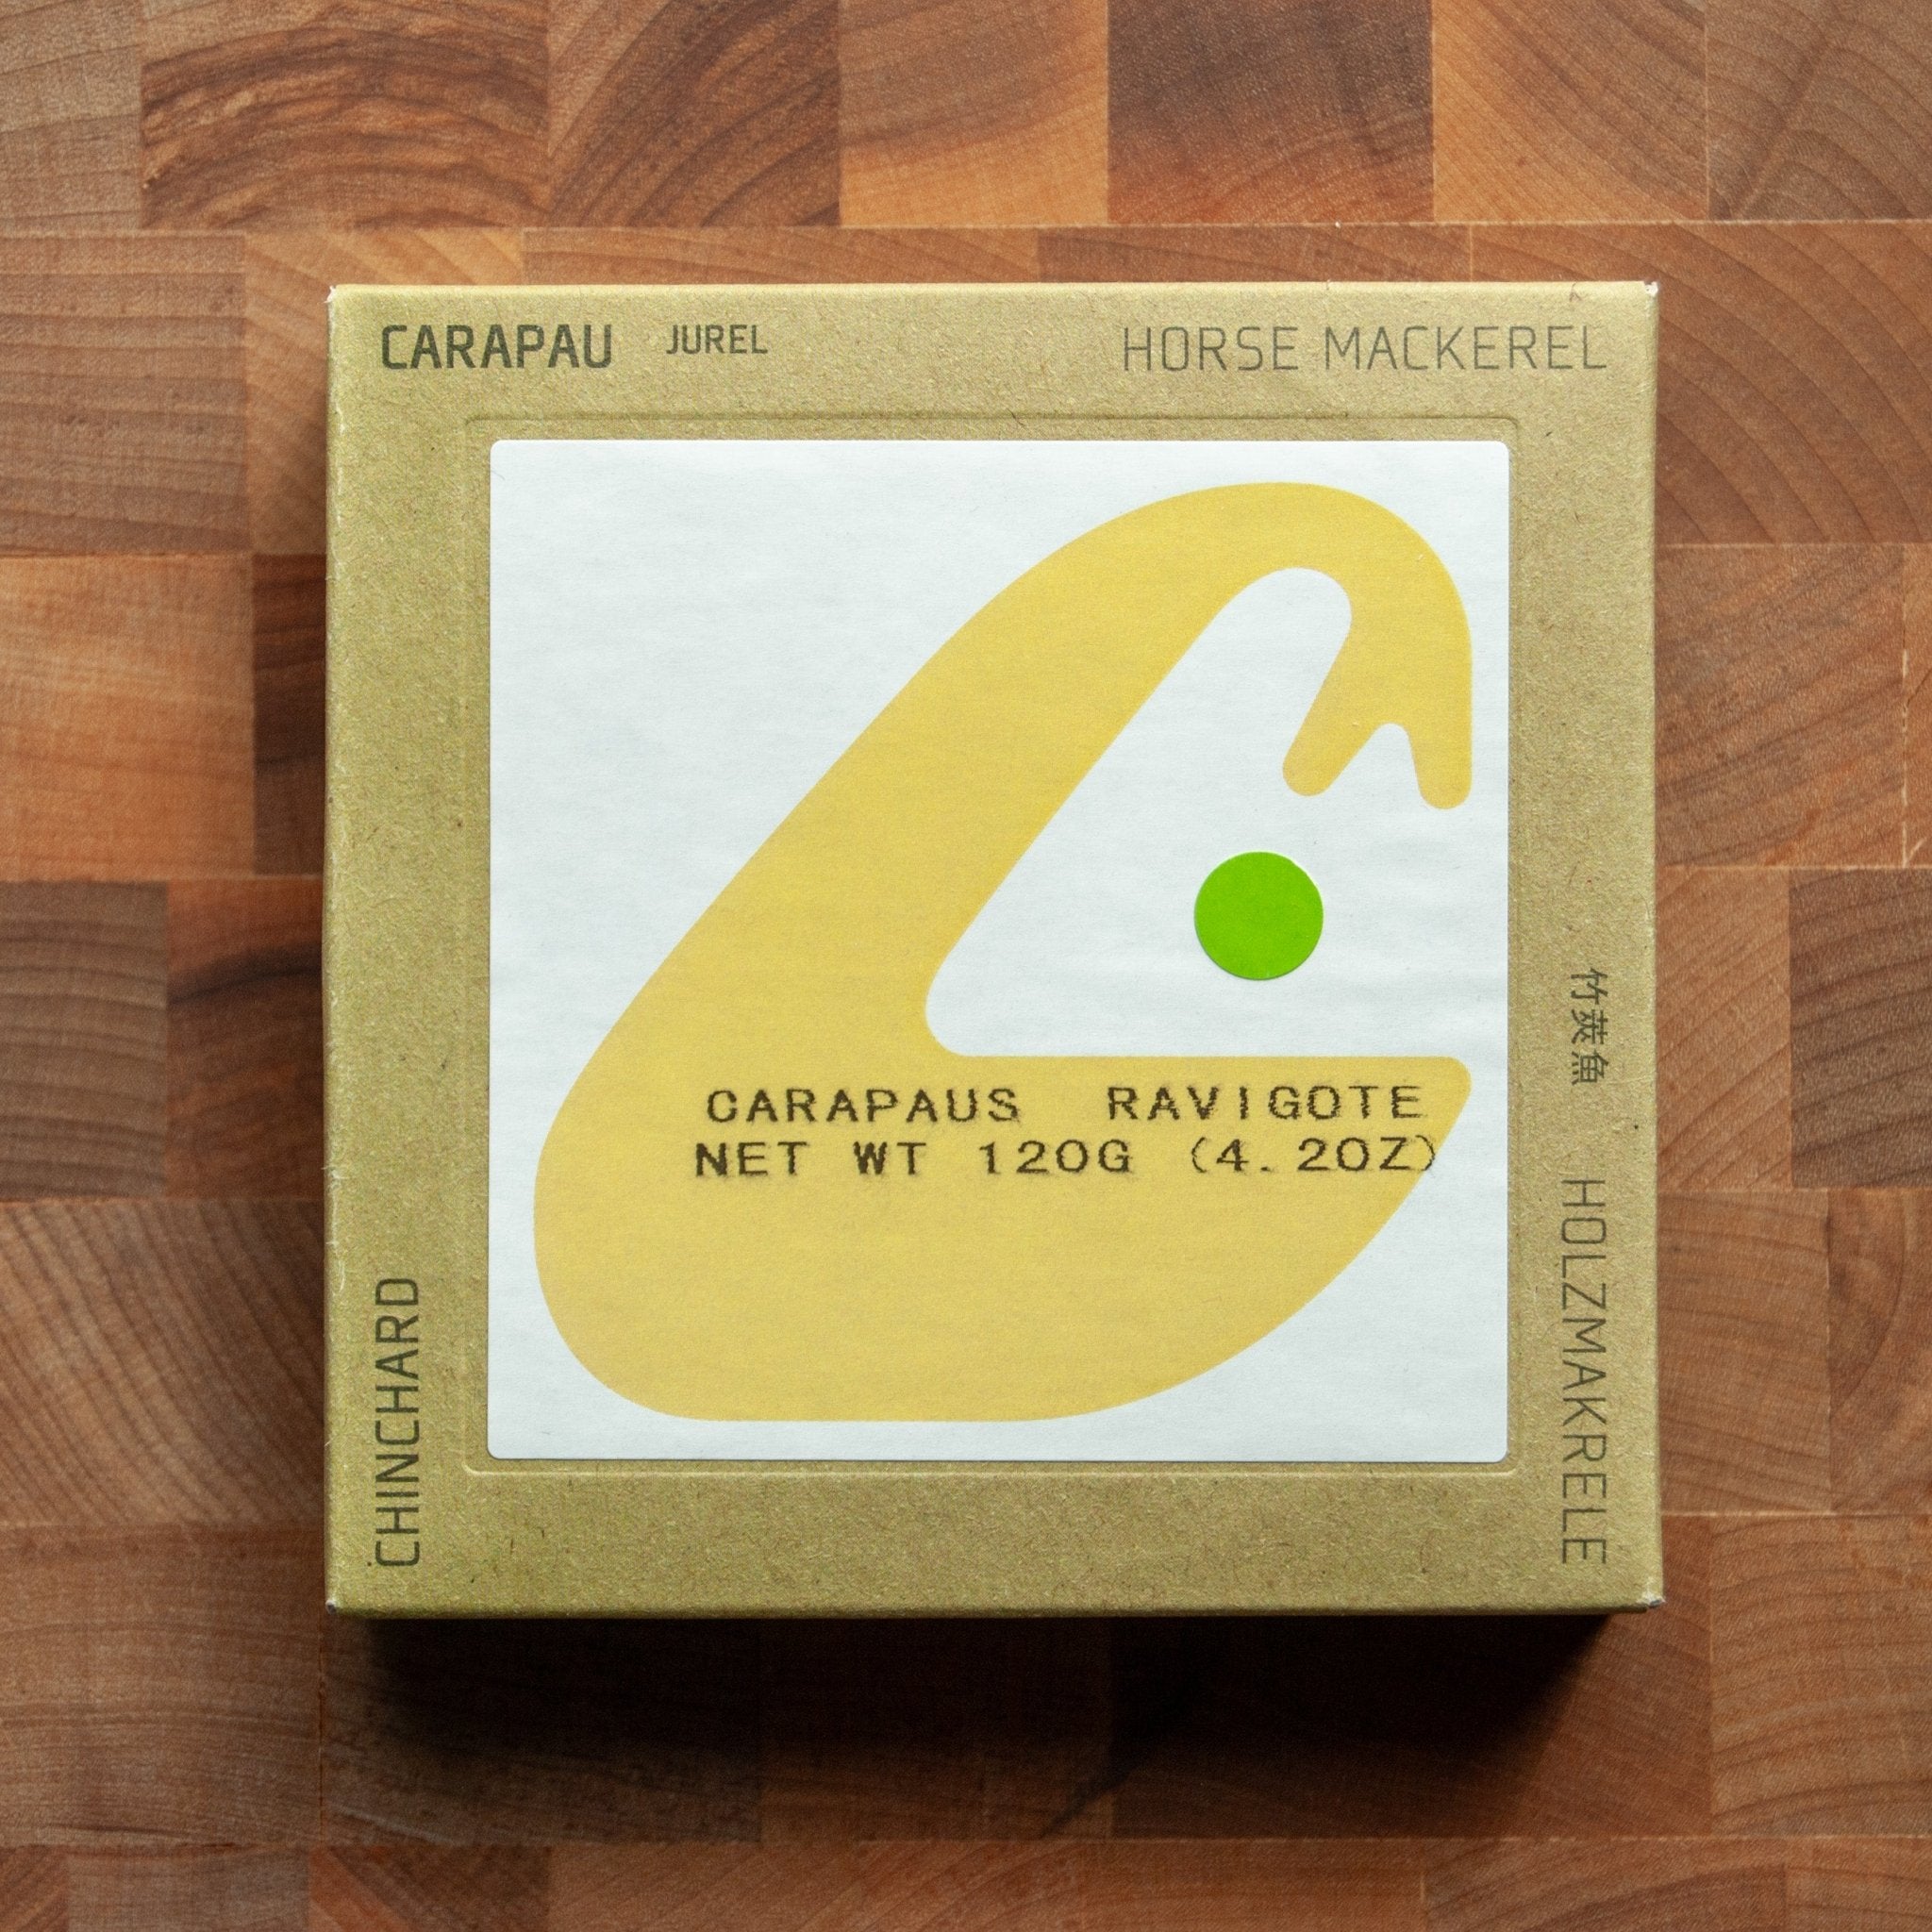 CARAPAU JUREL HORSE MACKEREL
CARAPAUS RAVIGOTE
NET WT 120G (4.2OZ)
CHINCHARD
竹莢魚 HOLZMAKRELE